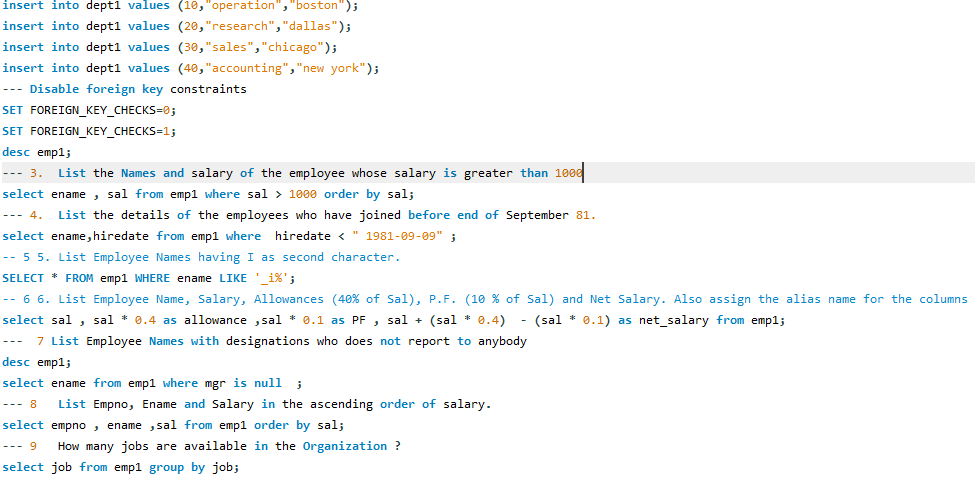 insert into dept1 values (10,"operation","boston");
insert into dept1 values (20,"research","dallas");
insert into dept1 values (30,"sales","chicago");
insert into dept1 values (40,"accounting","new york");
--- Disable foreign key constraints
SET FOREIGN_KEY_CHECKS=0;
SET FOREIGN_KEY_CHECKS=1;
desc emp1;
--- 3.  List the Names and salary of the employee whose salary is greater than 1000
select ename , sal from emp1 where sal > 1000 order by sal;
--- 4.  List the details of the employees who have joined before end of September 81.
select ename,hiredate from emp1 where  hiredate < " 1981-09-09" ;
-- 5 5. List Employee Names having I as second character.
SELECT * FROM emp1 WHERE ename LIKE '_i%';
-- 6 6. List Employee Name, Salary, Allowances (40% of Sal), P.F. (10 % of Sal) and Net Salary. Also assign the alias name for the columns
select sal , sal * 0.4 as allowance ,sal * 0.1 as PF , sal + (sal * 0.4)  - (sal * 0.1) as net_salary from emp1;
---  7 List Employee Names with designations who does not report to anybody
desc emp1;
select ename from emp1 where mgr is null  ;
--- 8   List Empno, Ename and Salary in the ascending order of salary.
select empno , ename ,sal from emp1 order by sal;
--- 9   How many jobs are available in the Organization ?
select job from emp1 group by job;